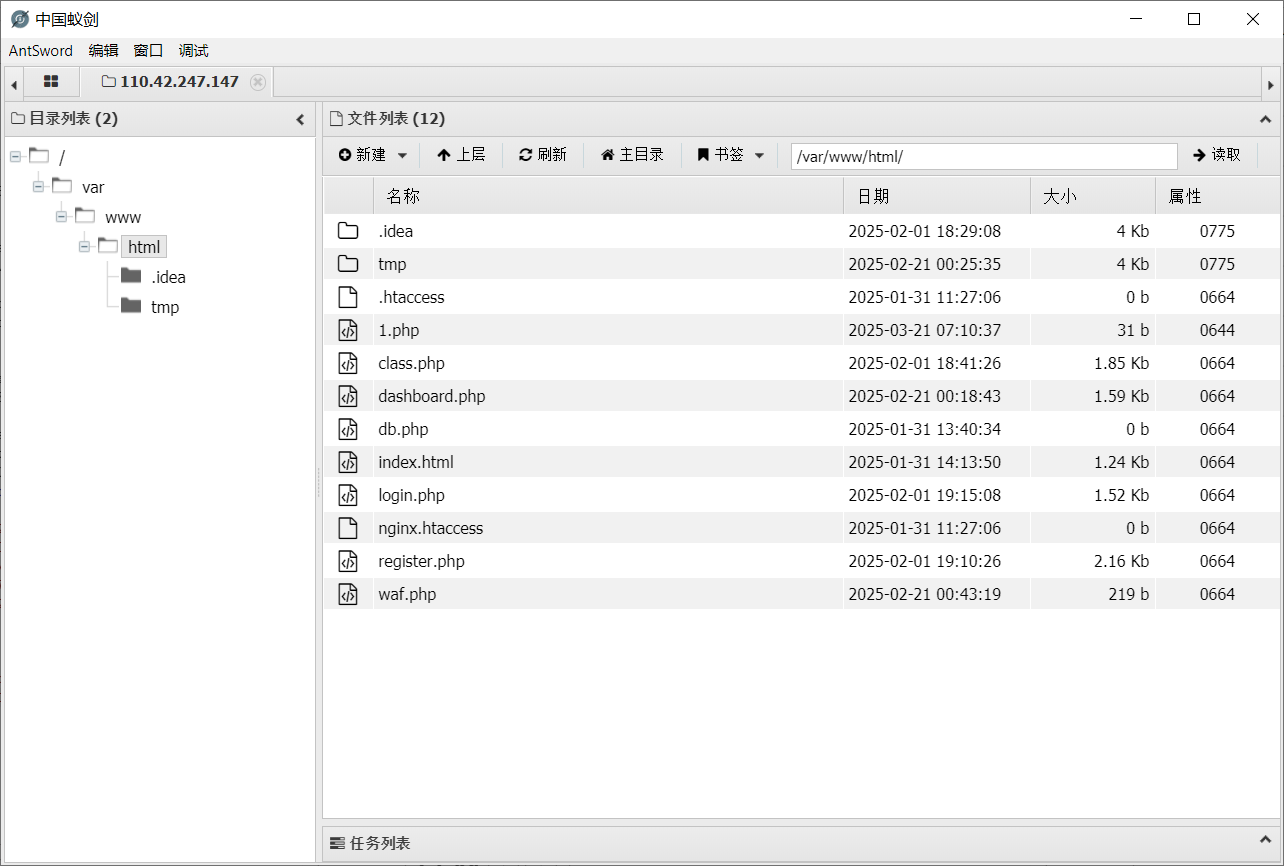 中国蚁剑
AntSword 编辑 窗口 调试
110.42.247.147
目录列表 (2)
/
var
www
html
.idea
tmp
文件列表 (12)
新建 上层 刷新 主目录 书签 /var/www/html/ 读取
名称 日期 大小 属性
.idea 2025-02-01 18:29:08 4 Kb 0775
tmp 2025-02-21 00:25:35 4 Kb 0775
.htaccess 2025-01-31 11:27:06 0 b 0664
1.php 2025-03-21 07:10:37 31 b 0644
class.php 2025-02-01 18:41:26 1.85 Kb 0664
dashboard.php 2025-02-21 00:18:43 1.59 Kb 0664
db.php 2025-01-31 13:40:34 0 b 0664
index.html 2025-01-31 14:13:50 1.24 Kb 0664
login.php 2025-02-01 19:15:08 1.52 Kb 0664
nginx.htaccess 2025-01-31 11:27:06 0 b 0664
register.php 2025-02-01 19:10:26 2.16 Kb 0664
waf.php 2025-02-21 00:43:19 219 b 0664
任务列表